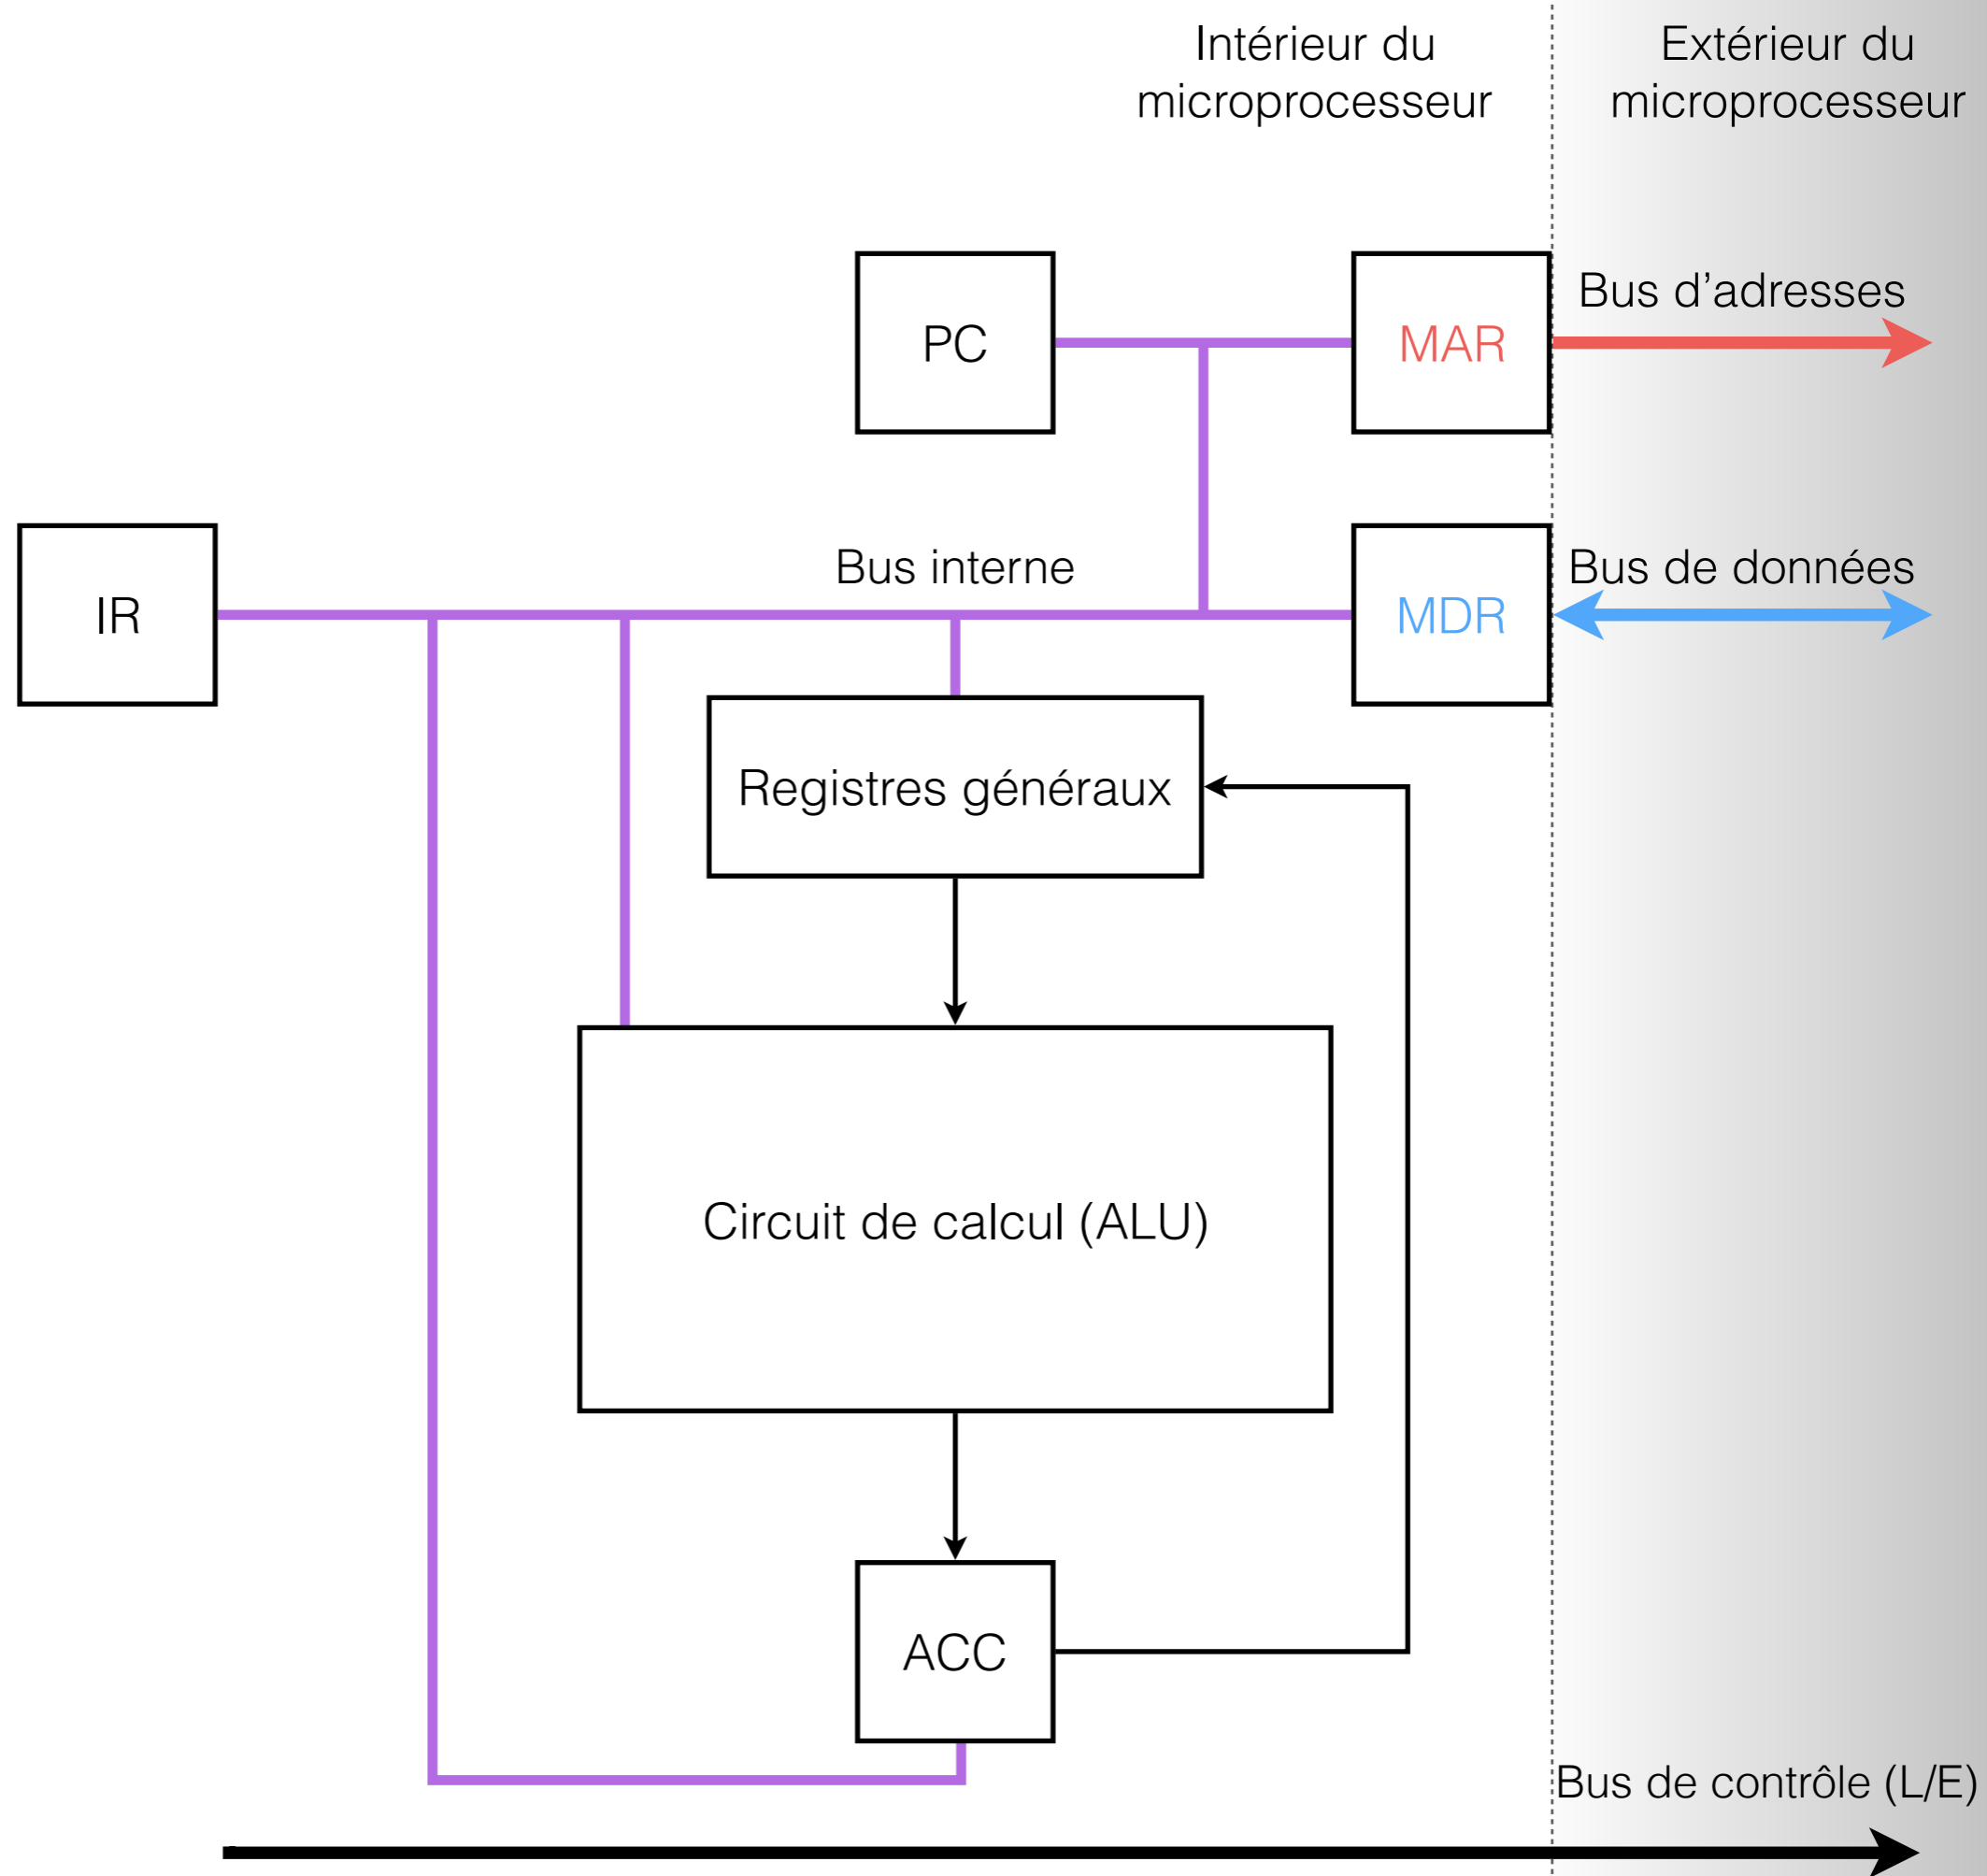 Intérieur du
microprocesseur
Extérieur du
microprocesseur
PC
MAR
Bus d’adresses
IR
Bus interne
MDR
Bus de données
Registres généraux
Circuit de calcul (ALU)
ACC
Bus de contrôle (L/E)